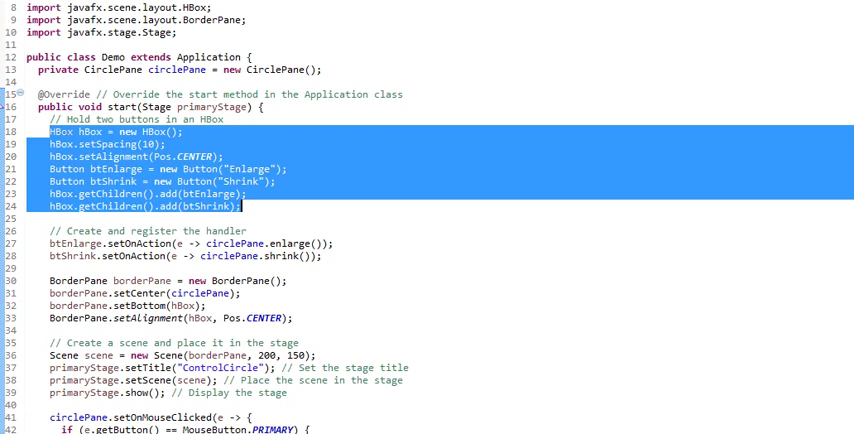 8 import javafx.scene.layout.HBox;
9 import javafx.scene.layout.BorderPane;
10 import javafx.stage.Stage;
11
12 public class Demo extends Application {
13 private CirclePane circlePane = new CirclePane();
14
15 @Override // Override the start method in the Application class
16 public void start(Stage primaryStage) {
17 // Hold two buttons in an HBox
18 HBox hBox = new HBox();
19 hBox.setSpacing(10);
20 hBox.setAlignment(Pos.CENTER);
21 Button btEnlarge = new Button("Enlarge");
22 Button btShrink = new Button("Shrink");
23 hBox.getChildren().add(btEnlarge);
24 hBox.getChildren().add(btShrink);
25
26 // Create and register the handler
27 btEnlarge.setOnAction(e -> circlePane.enlarge());
28 btShrink.setOnAction(e -> circlePane.shrink());
29
30 BorderPane borderPane = new BorderPane();
31 borderPane.setCenter(circlePane);
32 borderPane.setBottom(hBox);
33 BorderPane.setAlignment(hBox, Pos.CENTER);
34
35 // Create a scene and place it in the stage
36 Scene scene = new Scene(borderPane, 200, 150);
37 primaryStage.setTitle("ControlCircle"); // Set the stage title
38 primaryStage.setScene(scene); // Place the scene in the stage
39 primaryStage.show(); // Display the stage
40
41 circlePane.setOnMouseClicked(e -> {
42 if (e.getButton() == MouseButton.PRIMARY) {